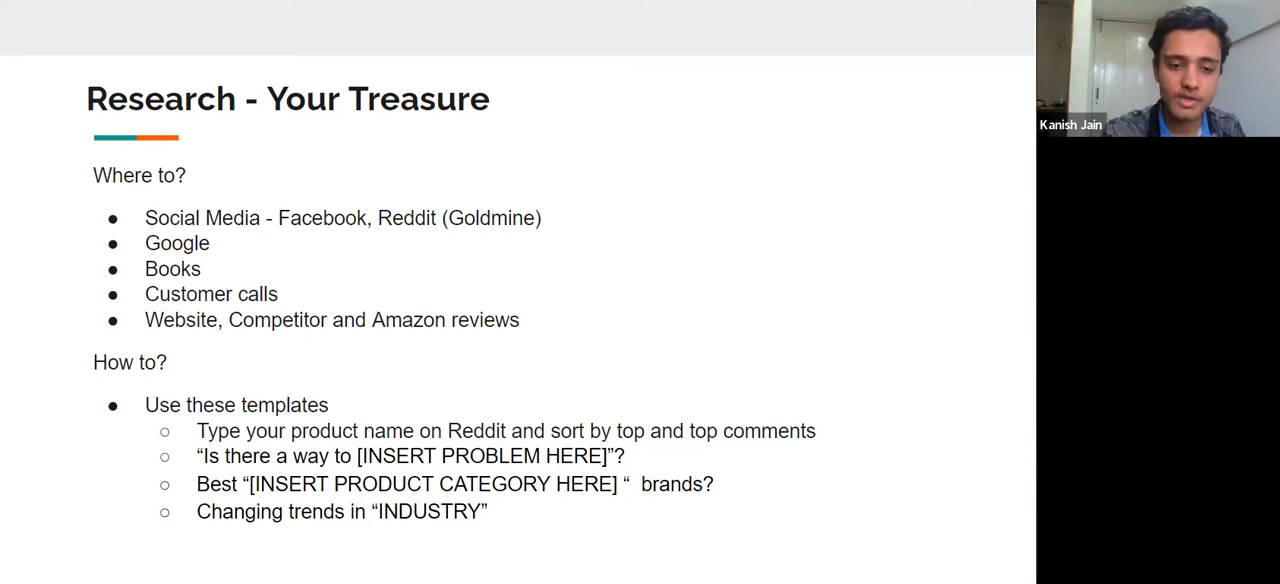 Research - Your Treasure
Kanish Jain
Where to?
● Social Media - Facebook, Reddit (Goldmine)
● Google
● Books
● Customer calls
● Website, Competitor and Amazon reviews
How to?
● Use these templates
○ Type your product name on Reddit and sort by top and top comments
○ “Is there a way to [INSERT PROBLEM HERE]”?
○ Best “[INSERT PRODUCT CATEGORY HERE] “ brands?
○ Changing trends in “INDUSTRY”